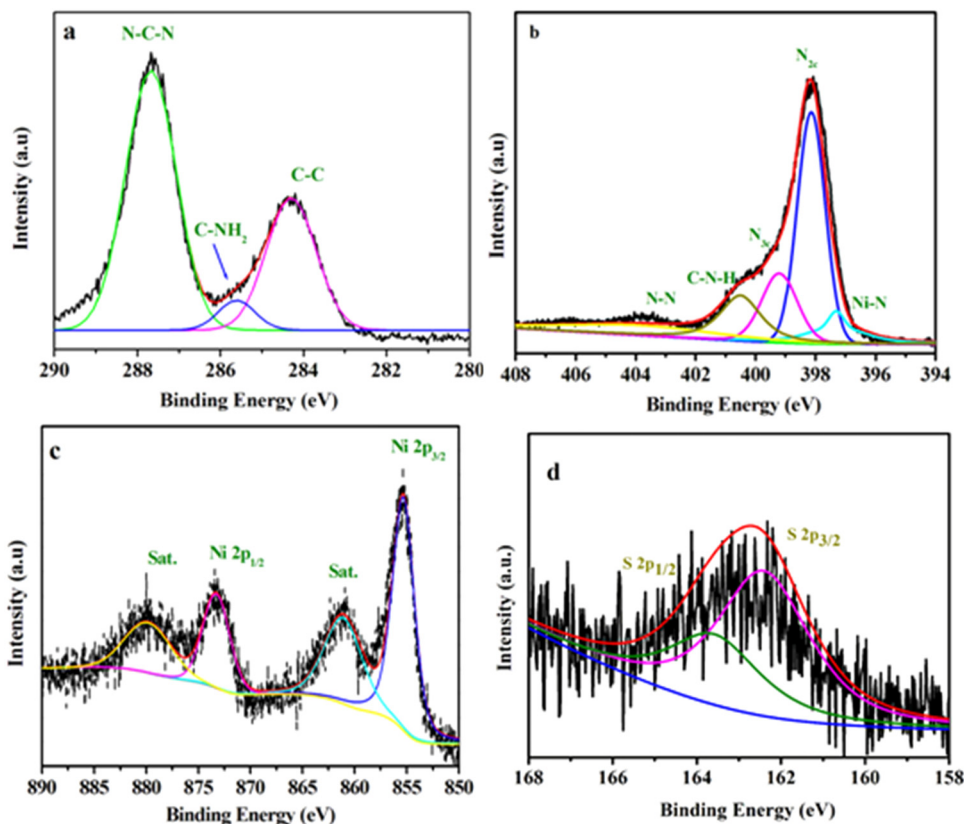 a
N-C-N
C-C
C-NH₂
Intensity (a.u)
290 288 286 284 282 280
Binding Energy (eV)
b
N₂c
N₃c
C-N-H
N-N
Ni-N
Intensity (a.u)
408 406 404 402 400 398 396 394
Binding Energy (eV)
c
Ni 2p₃/₂
Ni 2p₁/₂
Sat.
Sat.
Intensity (a.u)
890 885 880 875 870 865 860 855 850
Binding Energy (eV)
d
S 2p₃/₂
S 2p₁/₂
Intensity (a.u.)
168 166 164 162 160 158
Binding Energy (eV)